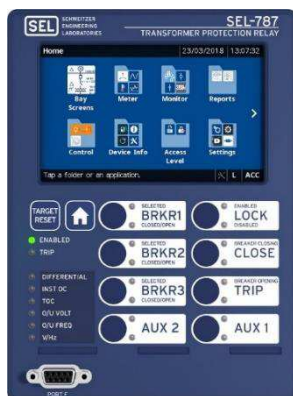 SEL SCHWEITZER
ENGINEERING
LABORATORIES
SEL-787
TRANSFORMER PROTECTION RELAY
Home 23/03/2018 13:07:32
Bay
Screens
Meter
Monitor
Reports
Control
Device Info
Access
Level
Settings
Tap a folder or an application. L ACC
TARGET
RESET
SELECTED
BRKR1
CLOSED/OPEN
ENABLED
LOCK
DISABLED
ENABLED
TRIP
SELECTED
BRKR2
CLOSED/OPEN
BREAKER CLOSING
CLOSE
DIFFERENTIAL
INST OC
TOC
O/U VOLT
O/U FREQ
V/Hz
SELECTED
BRKR3
CLOSED/OPEN
BREAKER OPENING
TRIP
AUX 2
AUX 1
PORT F